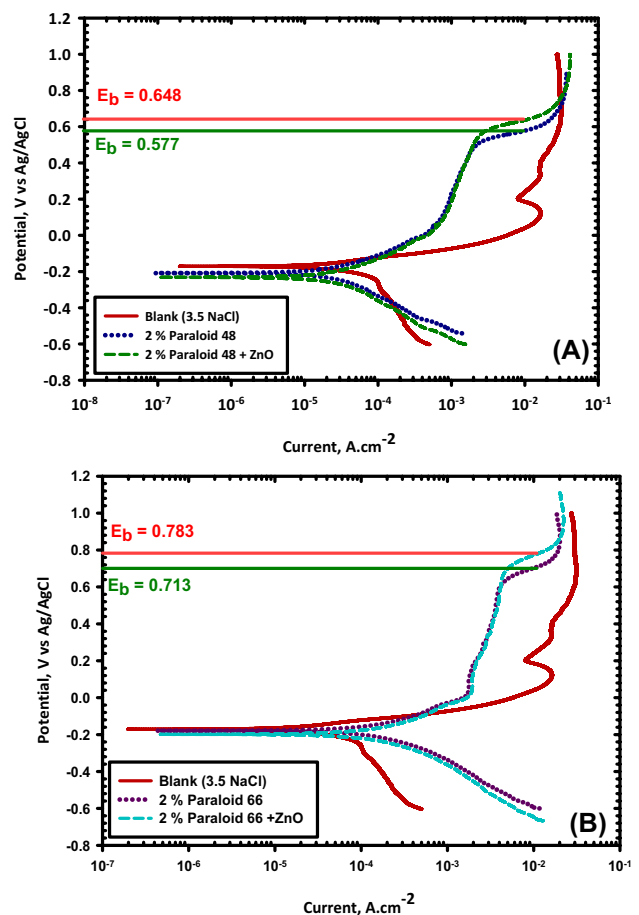 1.2
1.0
0.8
0.6
0.4
0.2
0.0
-0.2
-0.4
-0.6
-0.8
Potential, V vs Ag/AgCl
E_b = 0.648
E_b = 0.577
Blank (3.5 NaCl)
2 % Paraloid 48
2 % Paraloid 48 + ZnO
(A)
10^-8 10^-7 10^-6 10^-5 10^-4 10^-3 10^-2 10^-1
Current, A.cm^-2
1.2
1.0
0.8
0.6
0.4
0.2
0.0
-0.2
-0.4
-0.6
-0.8
Potential, V vs Ag/AgCl
E_b = 0.783
E_b = 0.713
Blank (3.5 NaCl)
2 % Paraloid 66
2 % Paraloid 66 +ZnO
(B)
10^-7 10^-6 10^-5 10^-4 10^-3 10^-2 10^-1
Current, A.cm^-2